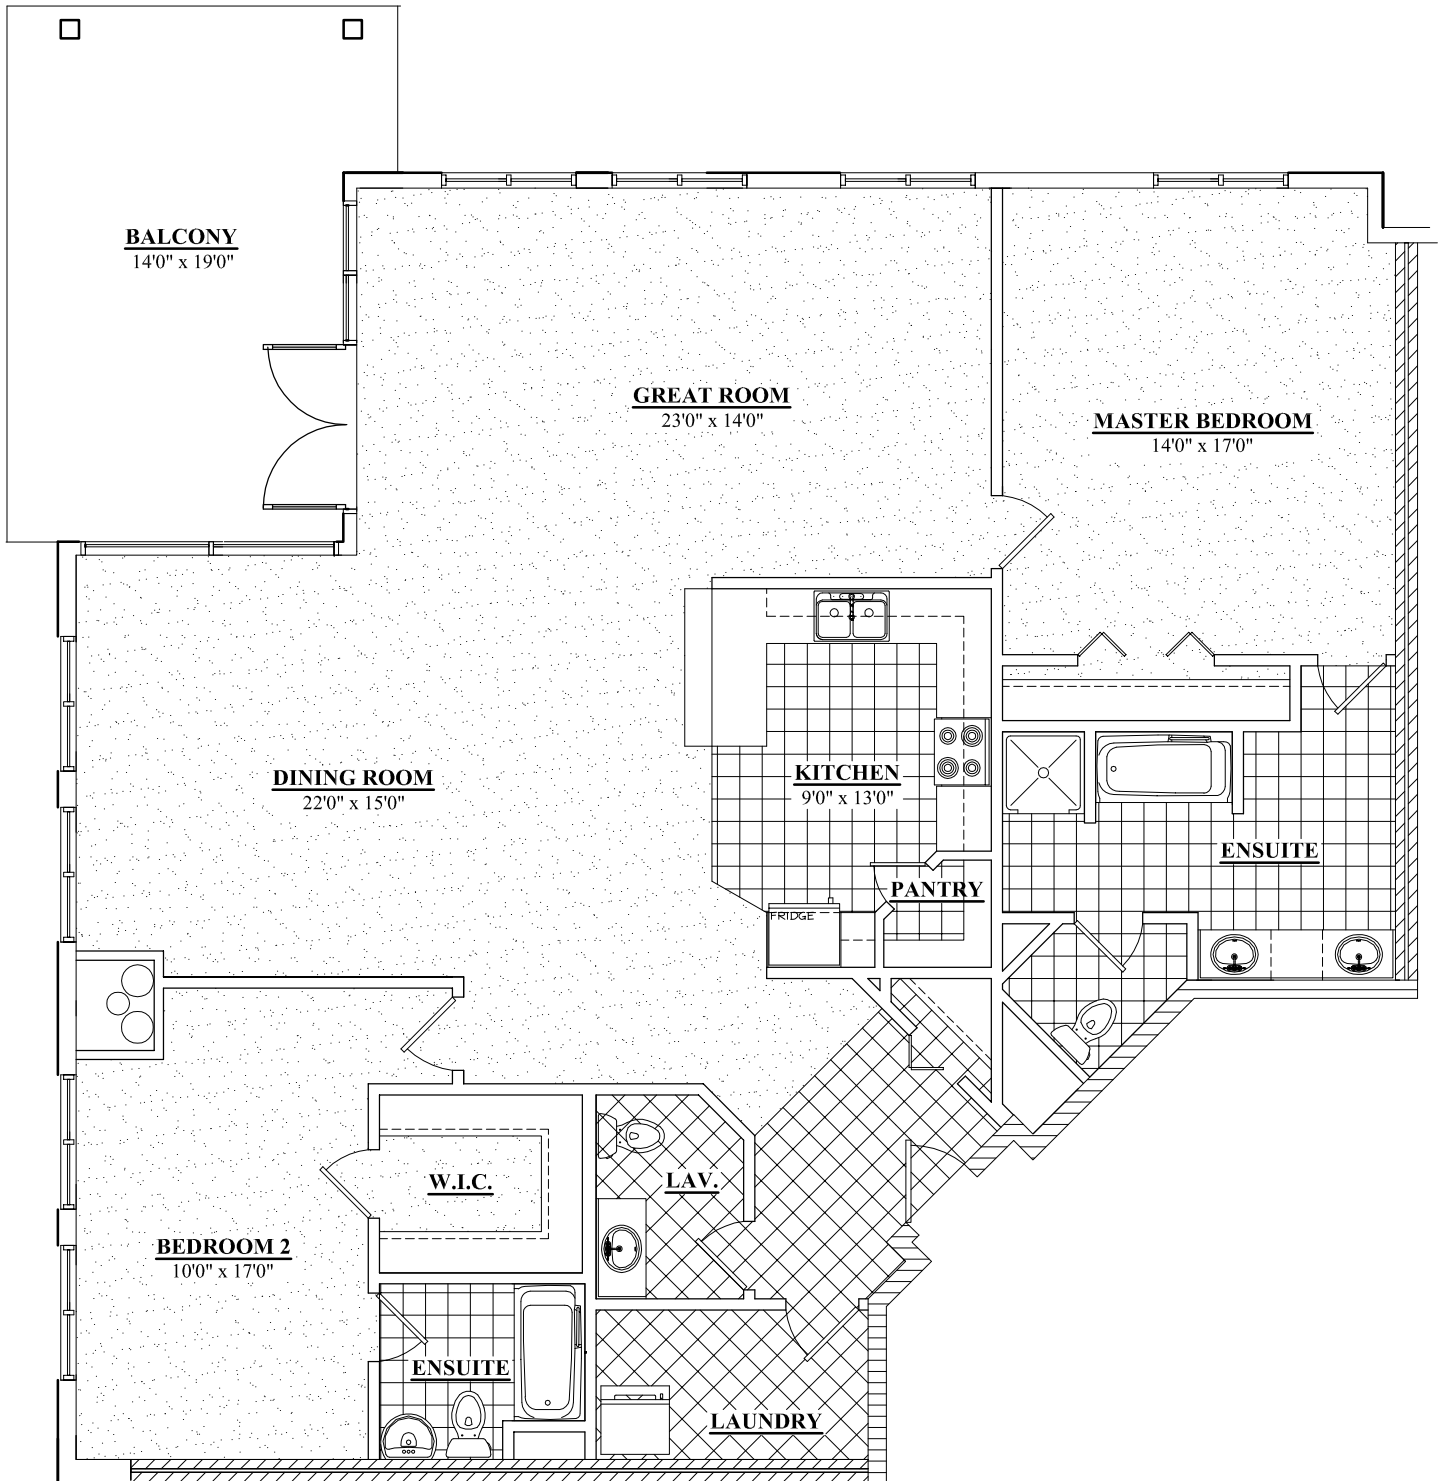 BALCONY
14'0" x 19'0"
GREAT ROOM
23'0" x 14'0"
MASTER BEDROOM
14'0" x 17'0"
DINING ROOM
22'0" x 15'0"
KITCHEN
9'0" x 13'0"
ENSUITE
PANTRY
FRIDGE
W.I.C.
LAV.
BEDROOM 2
10'0" x 17'0"
ENSUITE
LAUNDRY